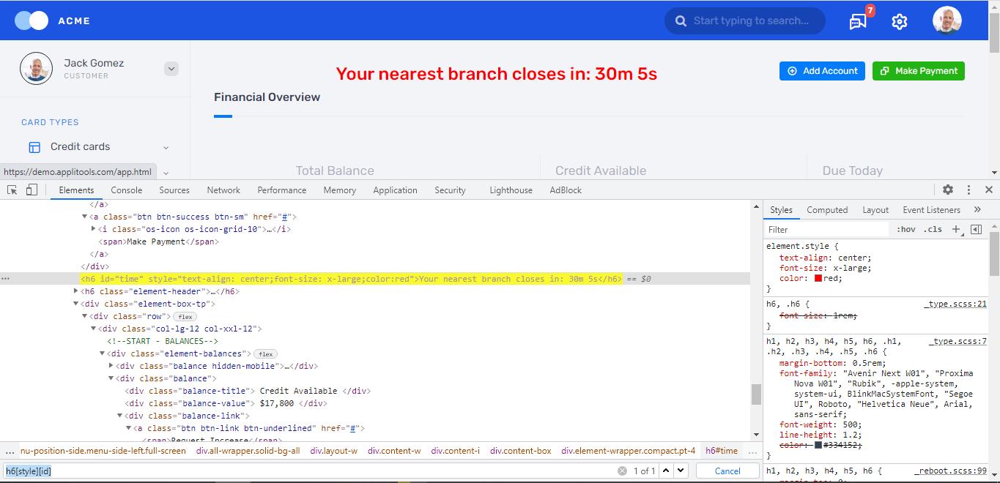 ACME
Start typing to search...
7
Jack Gomez
CUSTOMER
Your nearest branch closes in: 30m 5s
Add Account
Make Payment
Financial Overview
CARD TYPES
Credit cards
https://demo.applitools.com/app.html
Total Balance
Credit Available
Due Today
Elements Console Sources Network Performance Memory Application Security Lighthouse AdBlock
</a>
▼<a class="btn btn-success btn-sm" href="#">
▶<i class="os-icon os-icon-grid-10">…</i>
<span>Make Payment</span>
</a>
</div>
... <h6 id="time" style="text-align: center;font-size: x-large;color:red">Your nearest branch closes in: 30m 5s</h6> == $0
▶<h6 class="element-header">…</h6>
▼<div class="element-box-tp">
▼<div class="row"> flex
▼<div class="col-lg-12 col-xxl-12">
<!--START - BALANCES-->
▼<div class="element-balances"> flex
▶<div class="balance hidden-mobile">…</div>
▼<div class="balance">
<div class="balance-title"> Credit Available </div>
<div class="balance-value"> $17,800 </div>
▼<div class="balance-link">
▼<a class="btn btn-link btn-underlined" href="#">
<span>Request Increase</span>
... nu-position-side.menu-side-left.full-screen div.all-wrapper.solid-bg-all div.layout-w div.content-w div.content-i div.content-box div.element-wrapper.compact.pt-4 h6#time ...
h6[style][id]
1 of 1
Cancel
Styles Computed Layout Event Listeners »
Filter
:hov .cls +
element.style {
text-align: center;
font-size: x-large;
color: red;
}
h6, .h6 { _type.scss:21
font-size: 1rem;
}
h1, h2, h3, h4, h5, h6, .h1, _type.scss:7
.h2, .h3, .h4, .h5, .h6 {
margin-bottom: 0.5rem;
font-family: "Avenir Next W01", "Proxima
Nova W01", "Rubik", -apple-system,
system-ui, BlinkMacSystemFont, "Segoe
UI", Roboto, "Helvetica Neue", Arial,
sans-serif;
font-weight: 500;
line-height: 1.2;
color: #334152;
}
h1, h2, h3, h4, h5, h6 { _reboot.scss:99
margin-top: 0;